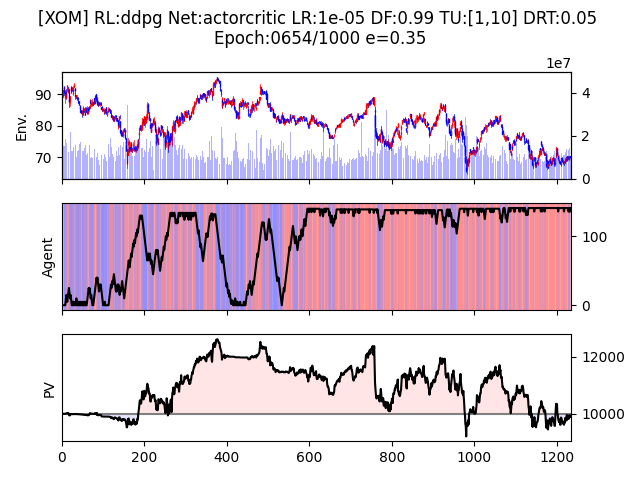 [XOM] RL:ddpg Net:actorcritic LR:1e-05 DF:0.99 TU:[1,10] DRT:0.05
Epoch:0654/1000 e=0.35
1e7
Env.
90
80
70
4
2
0
Agent
100
0
PV
12000
10000
0
200
400
600
800
1000
1200